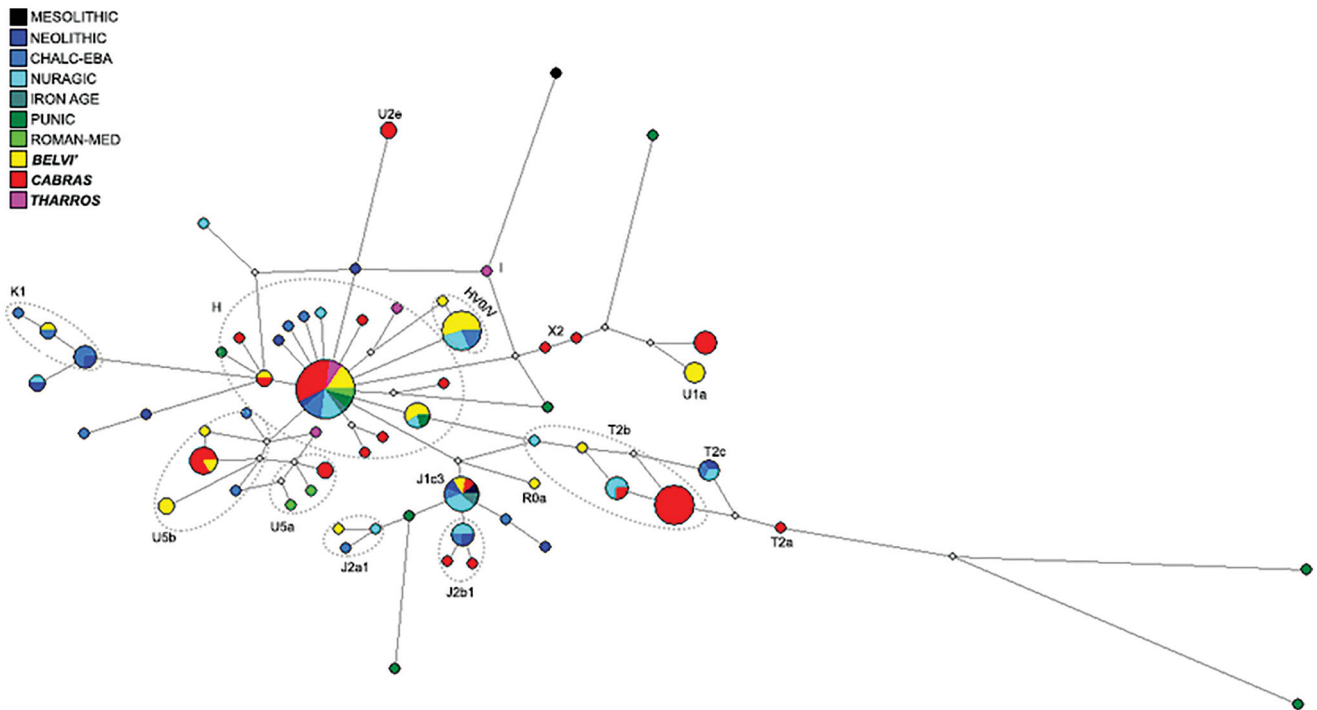 MESOLITHIC
NEOLITHIC
CHALC-EBA
NURAGIC
IRON AGE
PUNIC
ROMAN-MED
BELVI'
CABRAS
THARROS
U2e
I
K1
H
HV0/V
X2
U1a
T2b
T2c
J1c3
R0a
U5a
U5b
T2a
J2a1
J2b1